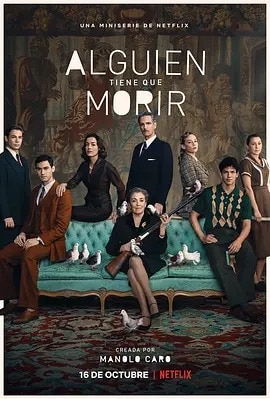 UNA MINISERIE DE NETFLIX
ALGUIEN
TIENE QUE
MORIR
CREADA POR
MANOLO CARO
16 DE OCTUBRE | NETFLIX